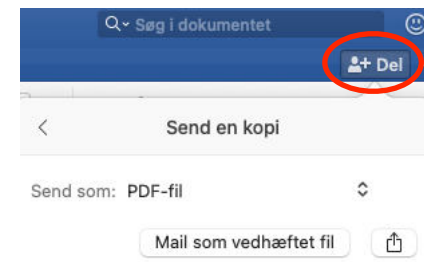 Søg i dokumentet
Del
Send en kopi
Send som: PDF-fil
Mail som vedhæftet fil